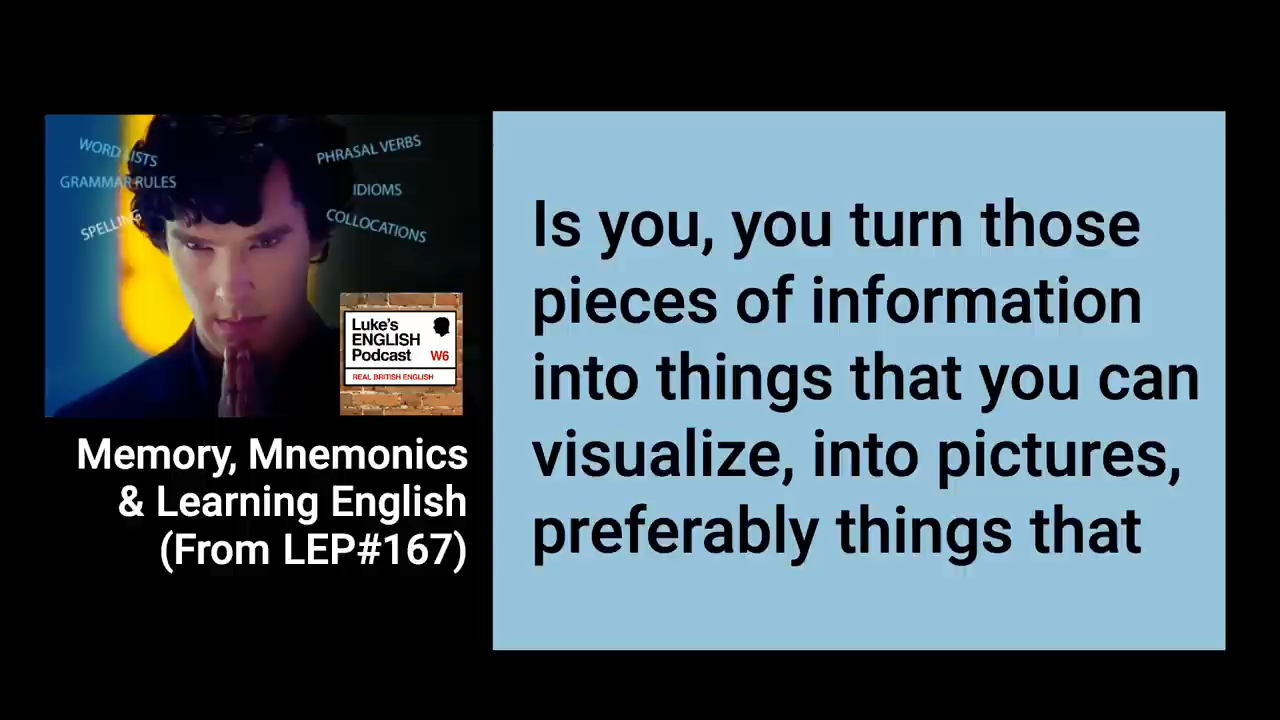 WORD LISTS
GRAMMAR RULES
SPELLING
PHRASAL VERBS
IDIOMS
COLLOCATIONS
Luke's
ENGLISH
Podcast W6
REAL BRITISH ENGLISH
Memory, Mnemonics
& Learning English
(From LEP#167)
Is you, you turn those
pieces of information
into things that you can
visualize, into pictures,
preferably things that